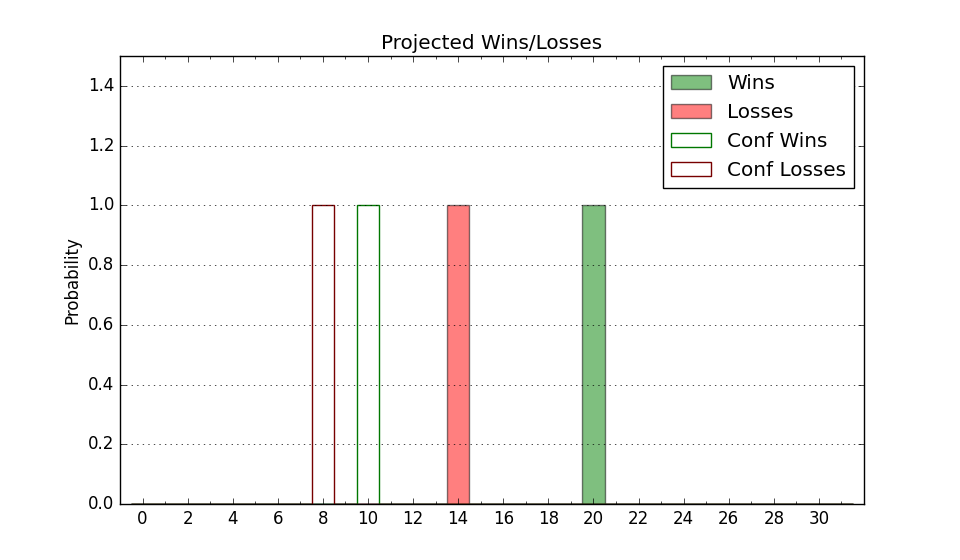 Projected Wins/Losses
Wins
Losses
Conf Wins
Conf Losses
Probability
1.4
1.2
1.0
0.8
0.6
0.4
0.2
0.0
0 2 4 6 8 10 12 14 16 18 20 22 24 26 28 30